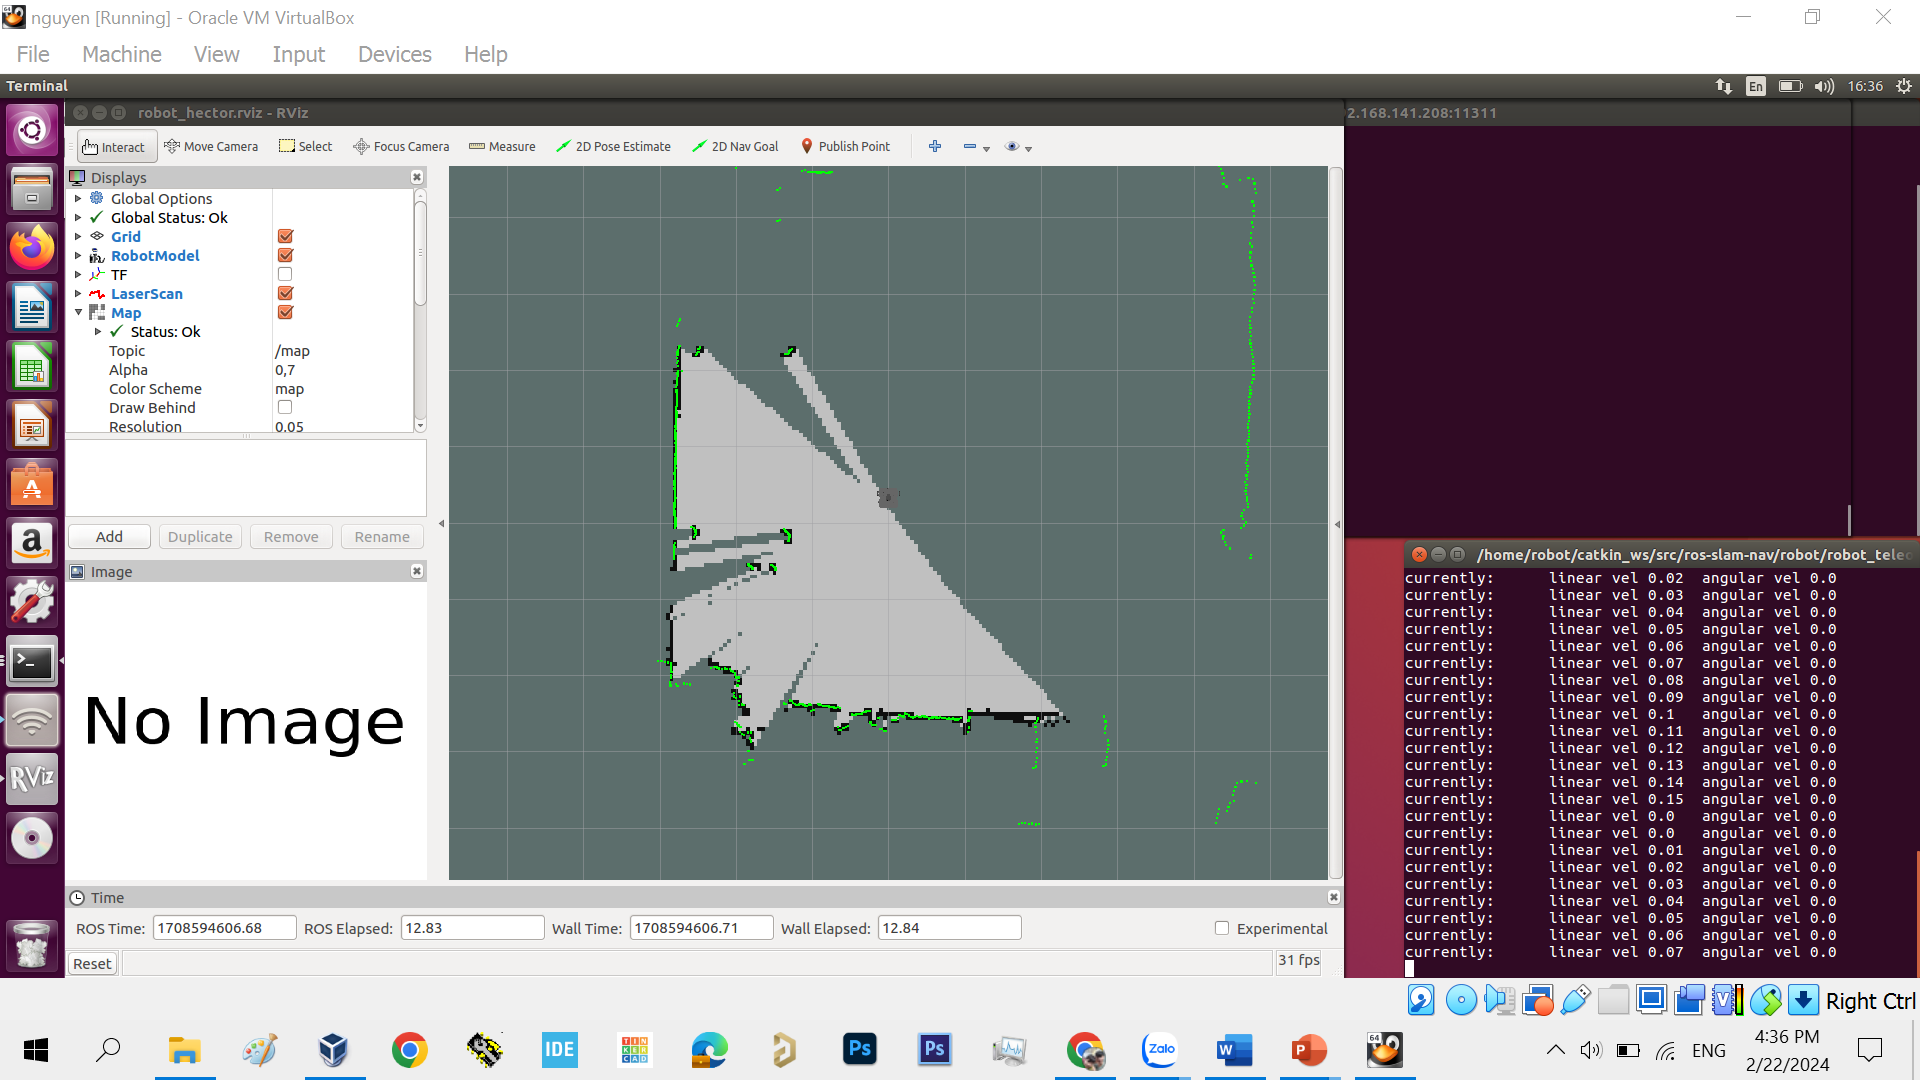 nguyen [Running] - Oracle VM VirtualBox
File Machine View Input Devices Help
Terminal
En
16:36
robot_hector.rviz - RViz
2.168.141.208:11311
Interact Move Camera Select Focus Camera Measure 2D Pose Estimate 2D Nav Goal Publish Point
Displays
Global Options
Global Status: Ok
Grid
RobotModel
TF
LaserScan
Map
Status: Ok
Topic /map
Alpha 0,7
Color Scheme map
Draw Behind
Resolution 0.05
Add Duplicate Remove Rename
Image
No Image
/home/robot/catkin_ws/src/ros-slam-nav/robot/robot_teleo
currently: linear vel 0.02 angular vel 0.0
currently: linear vel 0.03 angular vel 0.0
currently: linear vel 0.04 angular vel 0.0
currently: linear vel 0.05 angular vel 0.0
currently: linear vel 0.06 angular vel 0.0
currently: linear vel 0.07 angular vel 0.0
currently: linear vel 0.08 angular vel 0.0
currently: linear vel 0.09 angular vel 0.0
currently: linear vel 0.1 angular vel 0.0
currently: linear vel 0.11 angular vel 0.0
currently: linear vel 0.12 angular vel 0.0
currently: linear vel 0.13 angular vel 0.0
currently: linear vel 0.14 angular vel 0.0
currently: linear vel 0.15 angular vel 0.0
currently: linear vel 0.0 angular vel 0.0
currently: linear vel 0.0 angular vel 0.0
currently: linear vel 0.01 angular vel 0.0
currently: linear vel 0.02 angular vel 0.0
currently: linear vel 0.03 angular vel 0.0
currently: linear vel 0.04 angular vel 0.0
currently: linear vel 0.05 angular vel 0.0
currently: linear vel 0.06 angular vel 0.0
currently: linear vel 0.07 angular vel 0.0
RViz
Time
ROS Time: 1708594606.68 ROS Elapsed: 12.83 Wall Time: 1708594606.71 Wall Elapsed: 12.84 Experimental
Reset
31 fps
Right Ctrl
IDE
TINKERCAD
Ps
Ps
Zalo
W
P
64
ENG
4:36 PM
2/22/2024